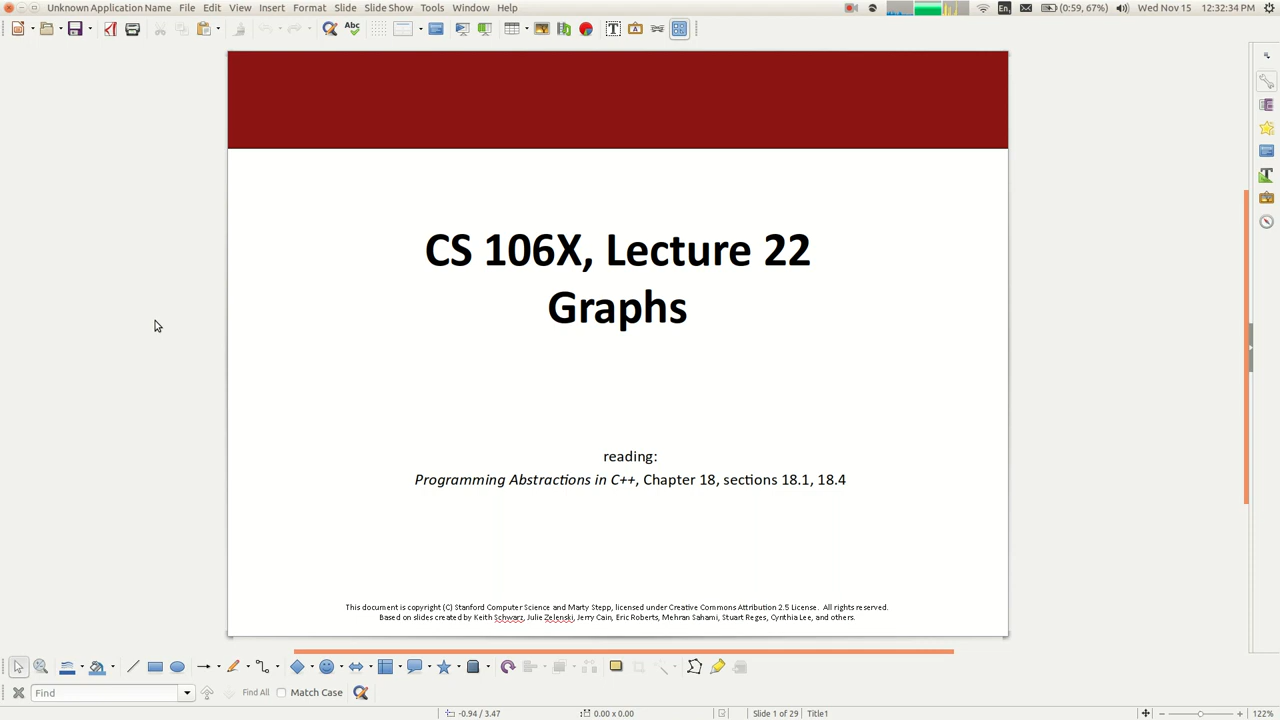 Unknown Application Name File Edit View Insert Format Slide Slide Show Tools Window Help
En (0:59, 67%) Wed Nov 15 12:32:34 PM
CS 106X, Lecture 22
Graphs
reading:
Programming Abstractions in C++, Chapter 18, sections 18.1, 18.4
This document is copyright (C) Stanford Computer Science and Marty Stepp, licensed under Creative Commons Attribution 2.5 License. All rights reserved.
Based on slides created by Keith Schwarz, Julie Zelenski, Jerry Cain, Eric Roberts, Mehran Sahami, Stuart Reges, Cynthia Lee, and others.
Find Find All Match Case
-0.94 / 3.47 0.00 x 0.00 Slide 1 of 29 Title1 122%